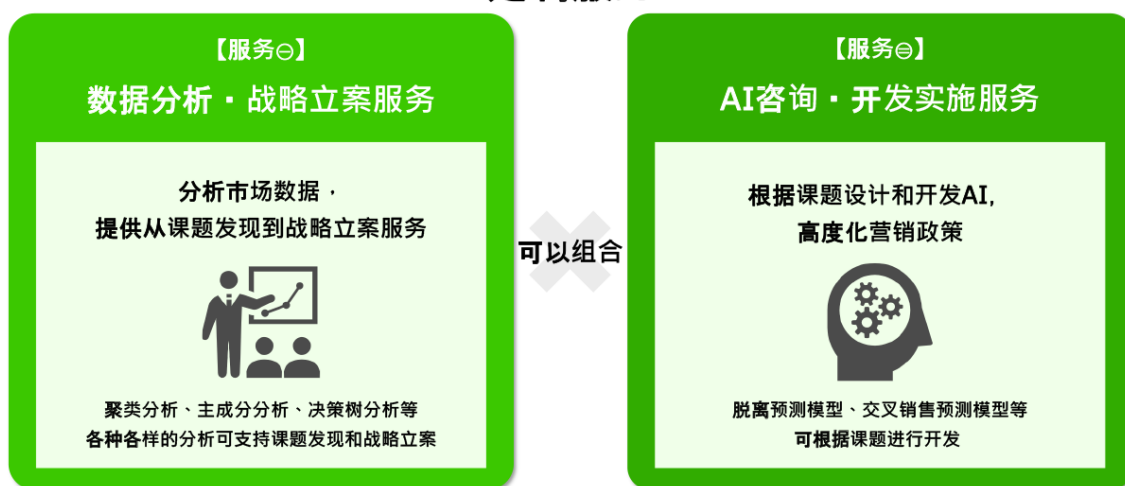 【服务㊀】
数据分析・战略立案服务
分析市场数据，
提供从课题发现到战略立案服务
聚类分析、主成分分析、决策树分析等
各种各样的分析可支持课题发现和战略立案
可以组合
【服务㊂】
AI咨询・开发实施服务
根据课题设计和开发AI,
高度化营销政策
脱离预测模型、交叉销售预测模型等
可根据课题进行开发